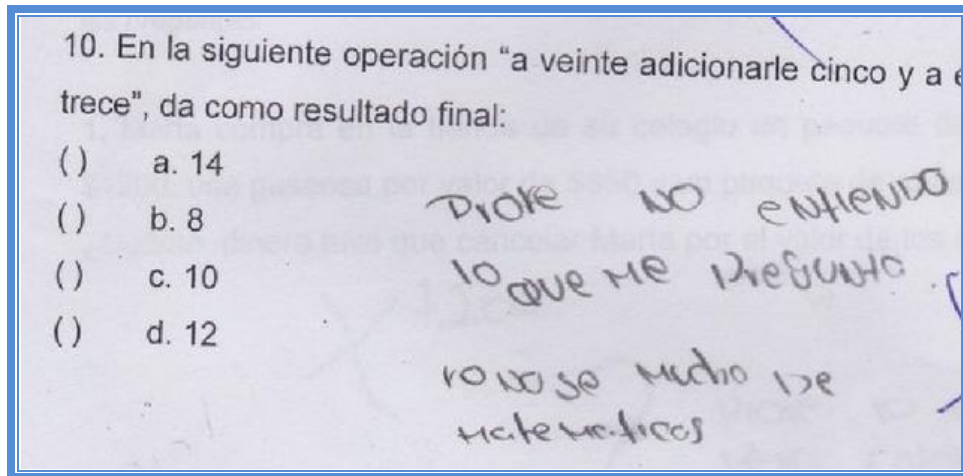 10. En la siguiente operación “a veinte adicionarle cinco y a e
trece", da como resultado final:
( ) a. 14
( ) b. 8
( ) c. 10
( ) d. 12
Profe NO ENtIENDO
lo QUE ME PreGUNto
YO NO SE MUcho DE
MateMaticas